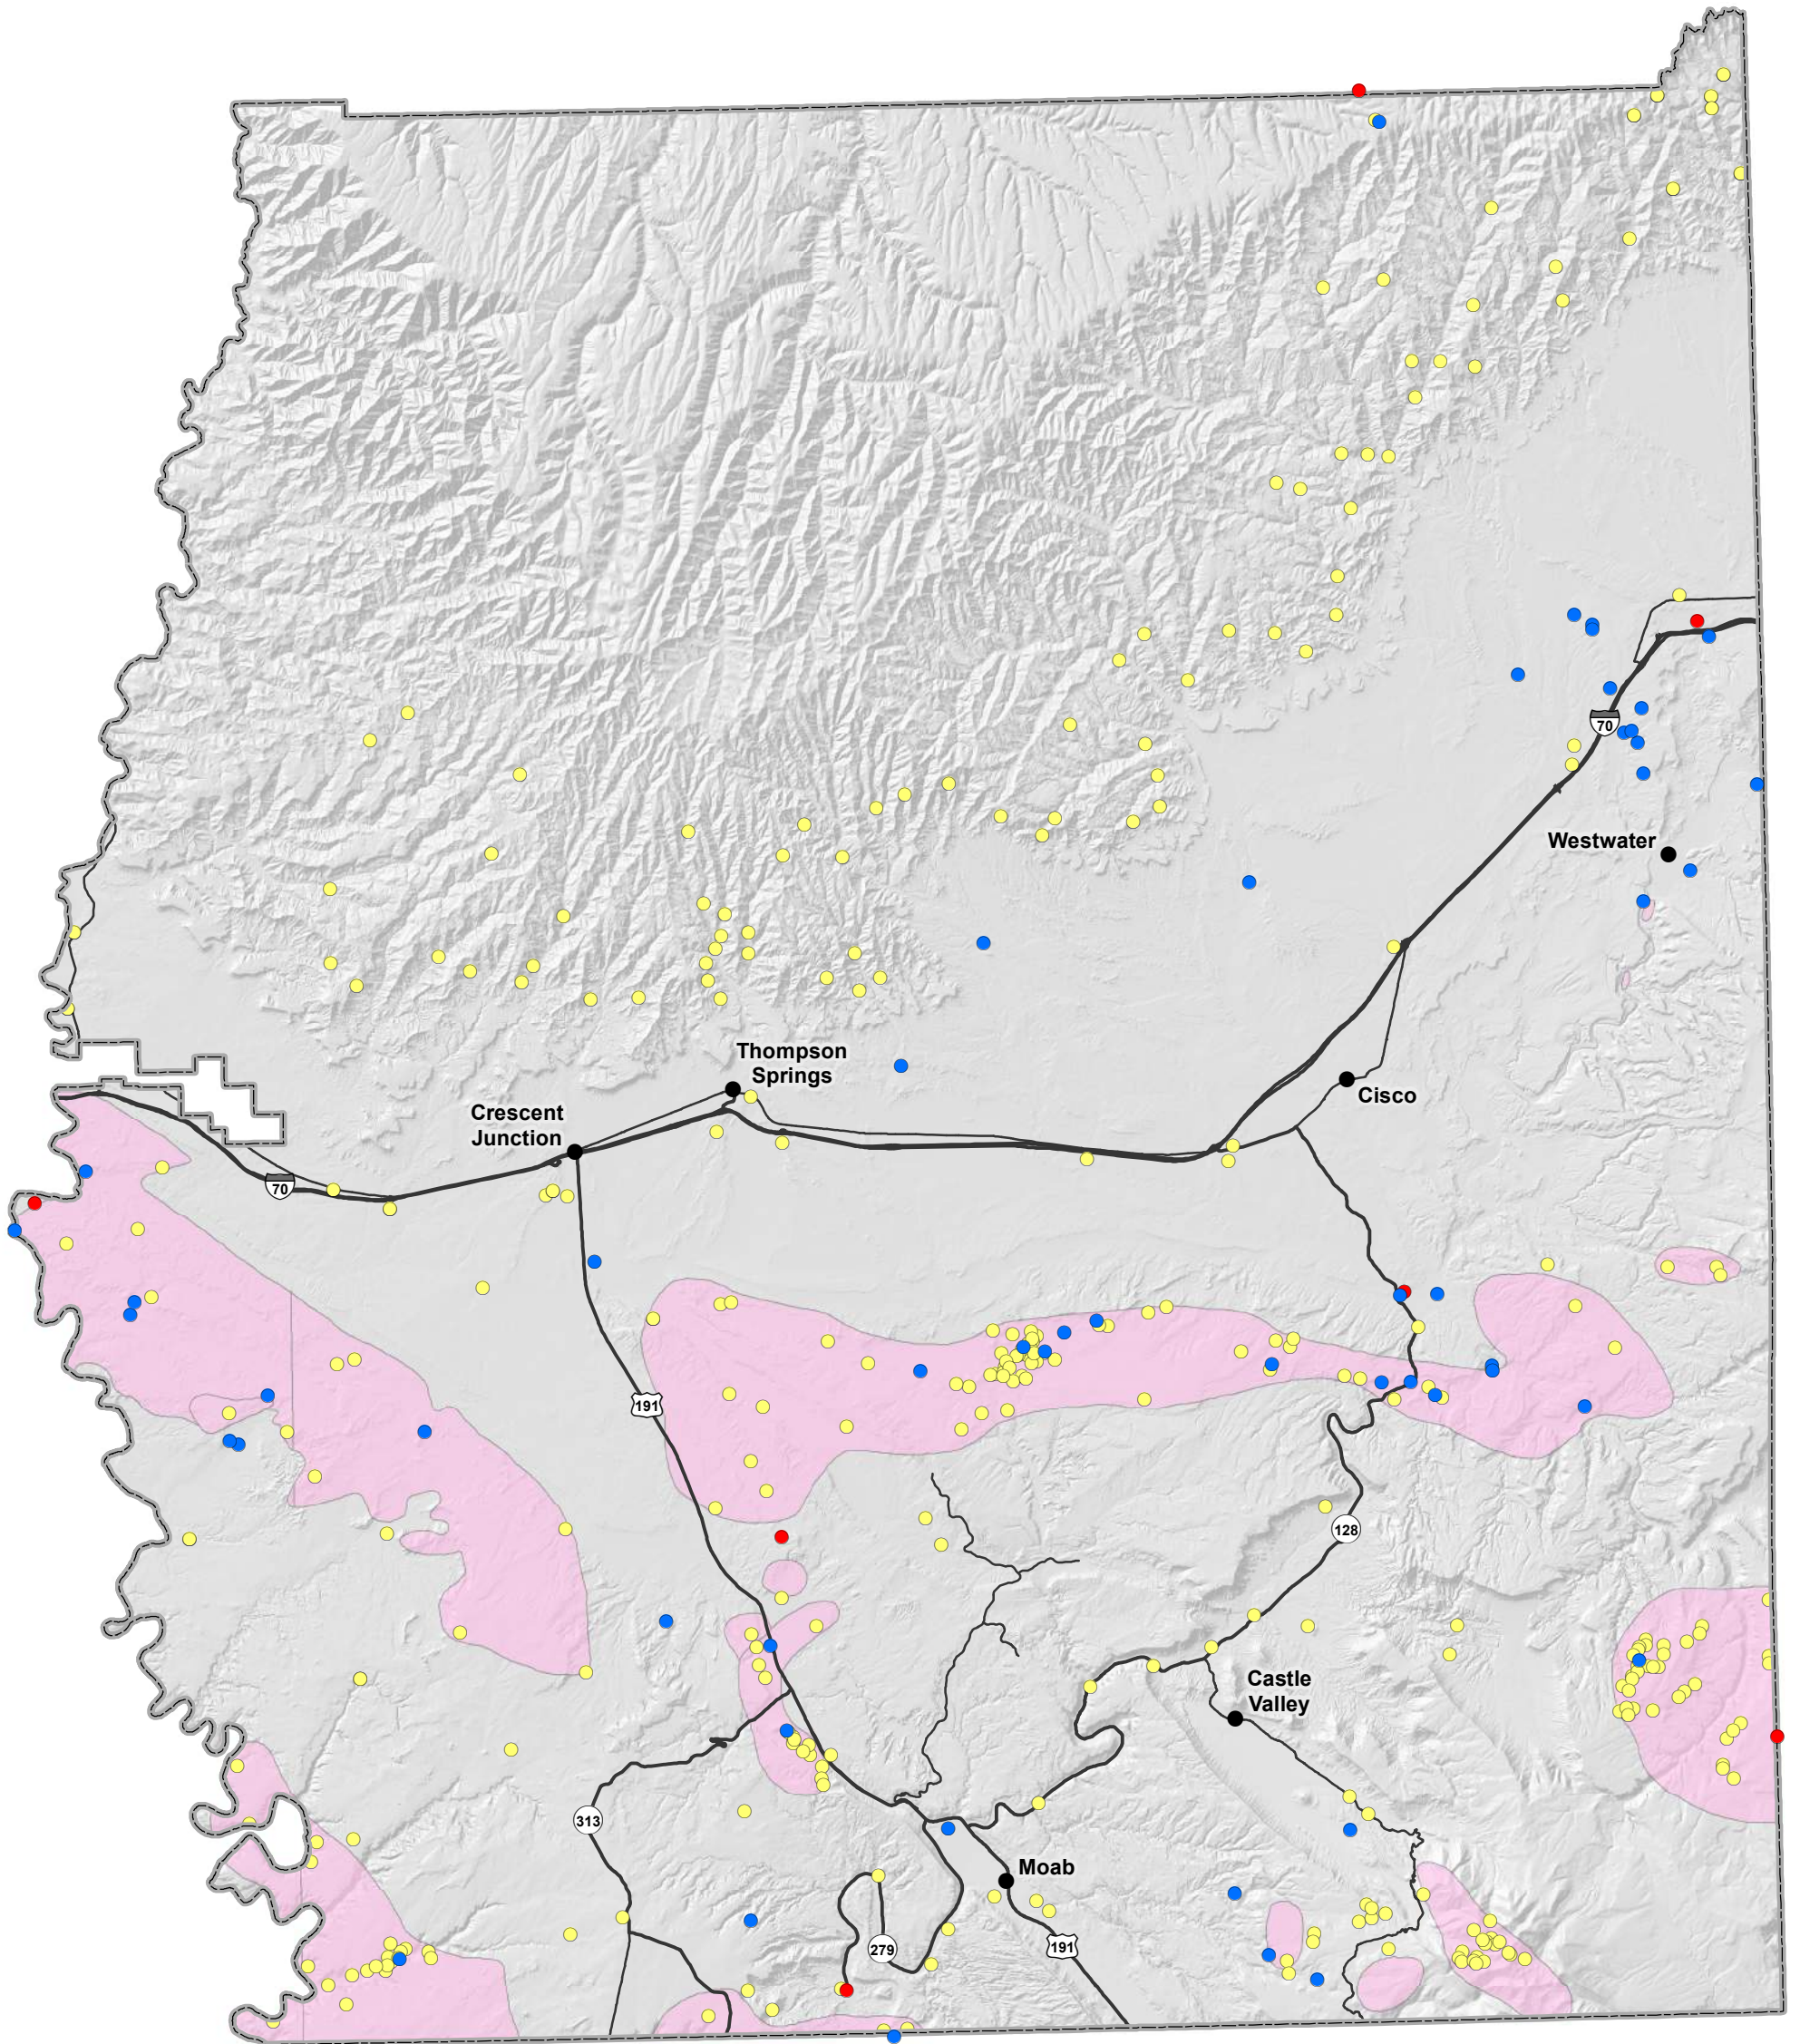 70
Westwater
Thompson
Springs
Cisco
Crescent
Junction
70
191
128
Castle
Valley
313
Moab
279
191